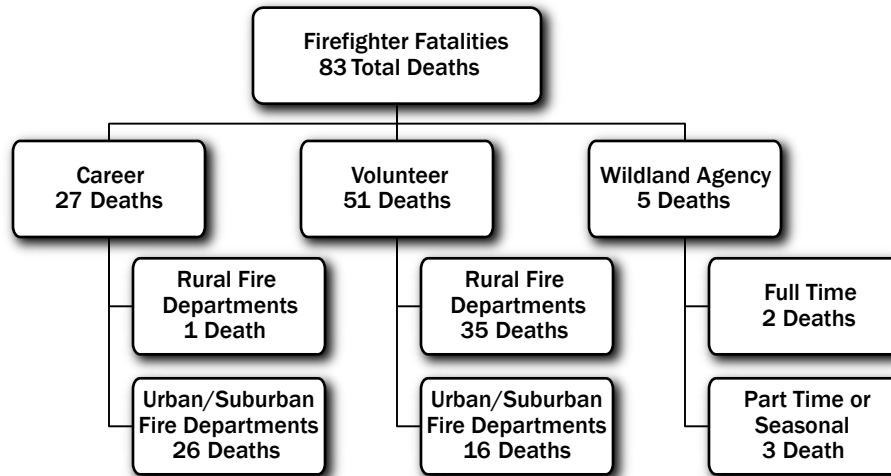 Firefighter Fatalities
83 Total Deaths
Career
27 Deaths
Volunteer
51 Deaths
Wildland Agency
5 Deaths
Rural Fire
Departments
1 Death
Rural Fire
Departments
35 Deaths
Full Time
2 Deaths
Urban/Suburban
Fire Departments
26 Deaths
Urban/Suburban
Fire Departments
16 Deaths
Part Time or
Seasonal
3 Death